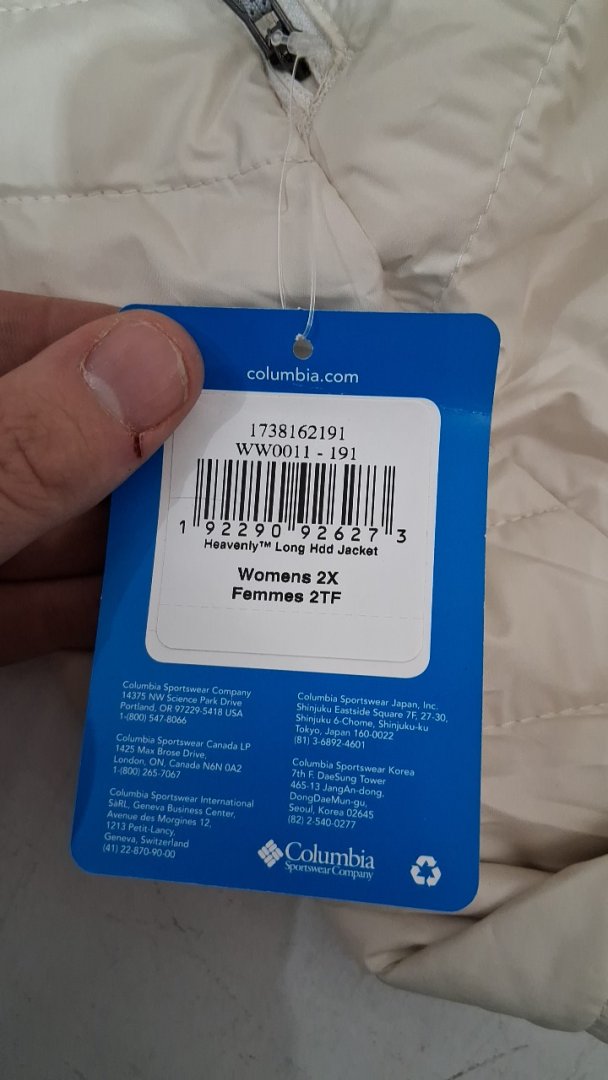 columbia.com
1738162191
WW0011 - 191
1 92290 92627 3
Heavenly™ Long Hdd Jacket
Womens 2X
Femmes 2TF
Columbia Sportswear Company
14375 NW Science Park Drive
Portland, OR 97229-5418 USA
1-(800) 547-8066
Columbia Sportswear Canada LP
1425 Max Brose Drive,
London, ON, Canada N6N 0A2
1-(800) 265-7067
Columbia Sportswear International
SàRL, Geneva Business Center,
Avenue des Morgines 12,
1213 Petit-Lancy,
Geneva, Switzerland
(41) 22-870-90-00
Columbia Sportswear Japan, Inc.
Shinjuku Eastside Square 7F, 27-30,
Shinjuku 6-Chome, Shinjuku-ku
Tokyo, Japan 160-0022
(81) 3-6892-4601
Columbia Sportswear Korea
7th F. DaeSung Tower
465-13 JangAn-dong,
DongDaeMun-gu,
Seoul, Korea 02645
(82) 2-540-0277
Columbia
Sportswear Company